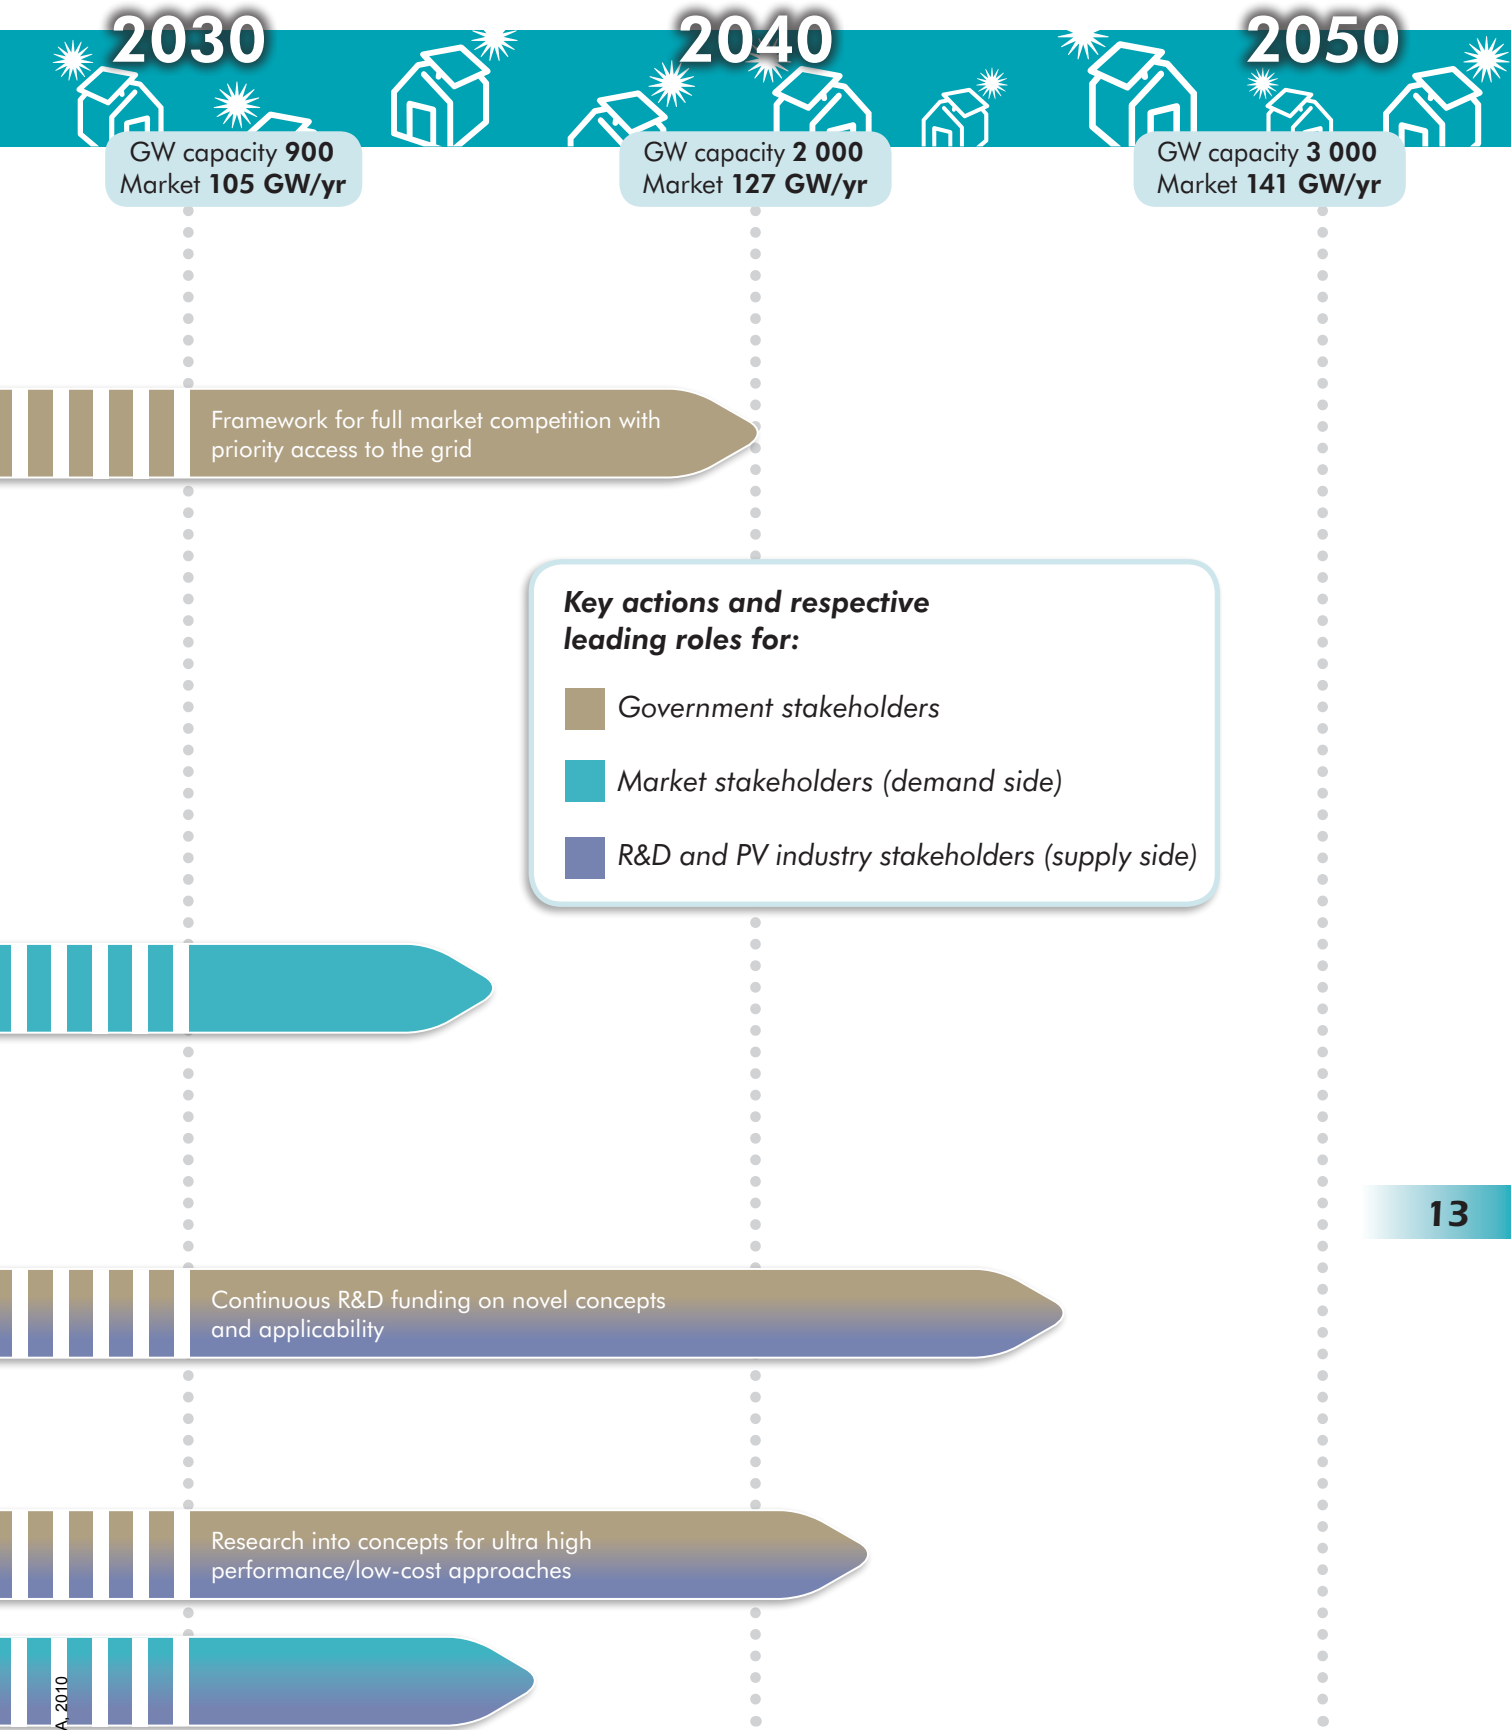 2030
2040
2050
GW capacity 900
Market 105 GW/yr
GW capacity 2 000
Market 127 GW/yr
GW capacity 3 000
Market 141 GW/yr
Framework for full market competition with
priority access to the grid
Key actions and respective
leading roles for:
Government stakeholders
Market stakeholders (demand side)
R&D and PV industry stakeholders (supply side)
13
Continuous R&D funding on novel concepts
and applicability
Research into concepts for ultra high
performance/low-cost approaches
A, 2010